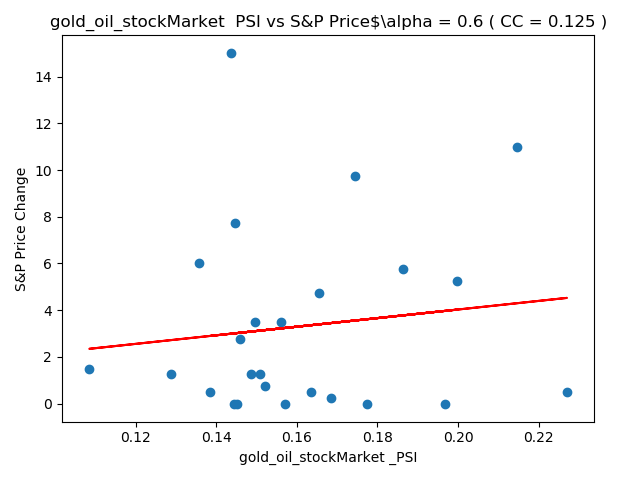 gold_oil_stockMarket  PSI vs S&P Price$\alpha = 0.6 ( CC = 0.125 )
S&P Price Change
14
12
10
8
6
4
2
0
0.12 0.14 0.16 0.18 0.20 0.22
gold_oil_stockMarket _PSI